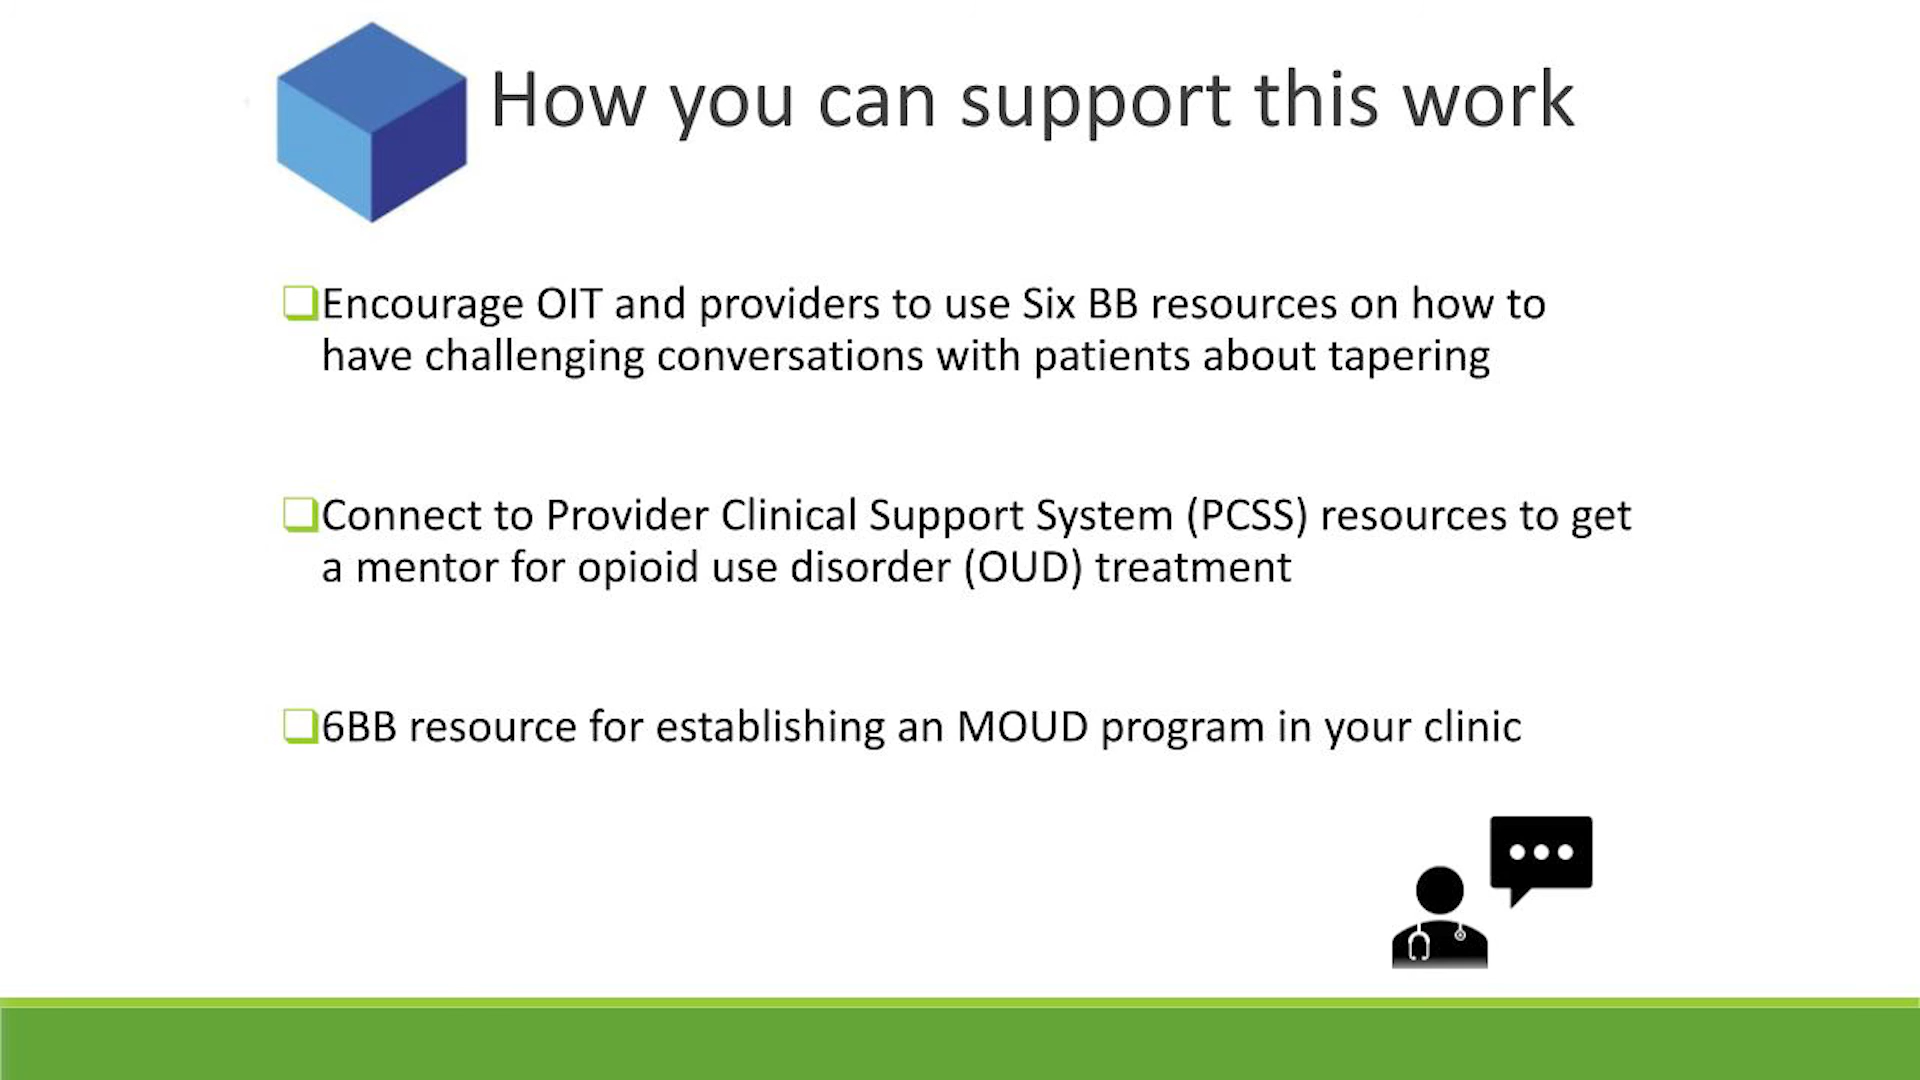 How you can support this work
Encourage OIT and providers to use Six BB resources on how to
have challenging conversations with patients about tapering
Connect to Provider Clinical Support System (PCSS) resources to get
a mentor for opioid use disorder (OUD) treatment
6BB resource for establishing an MOUD program in your clinic